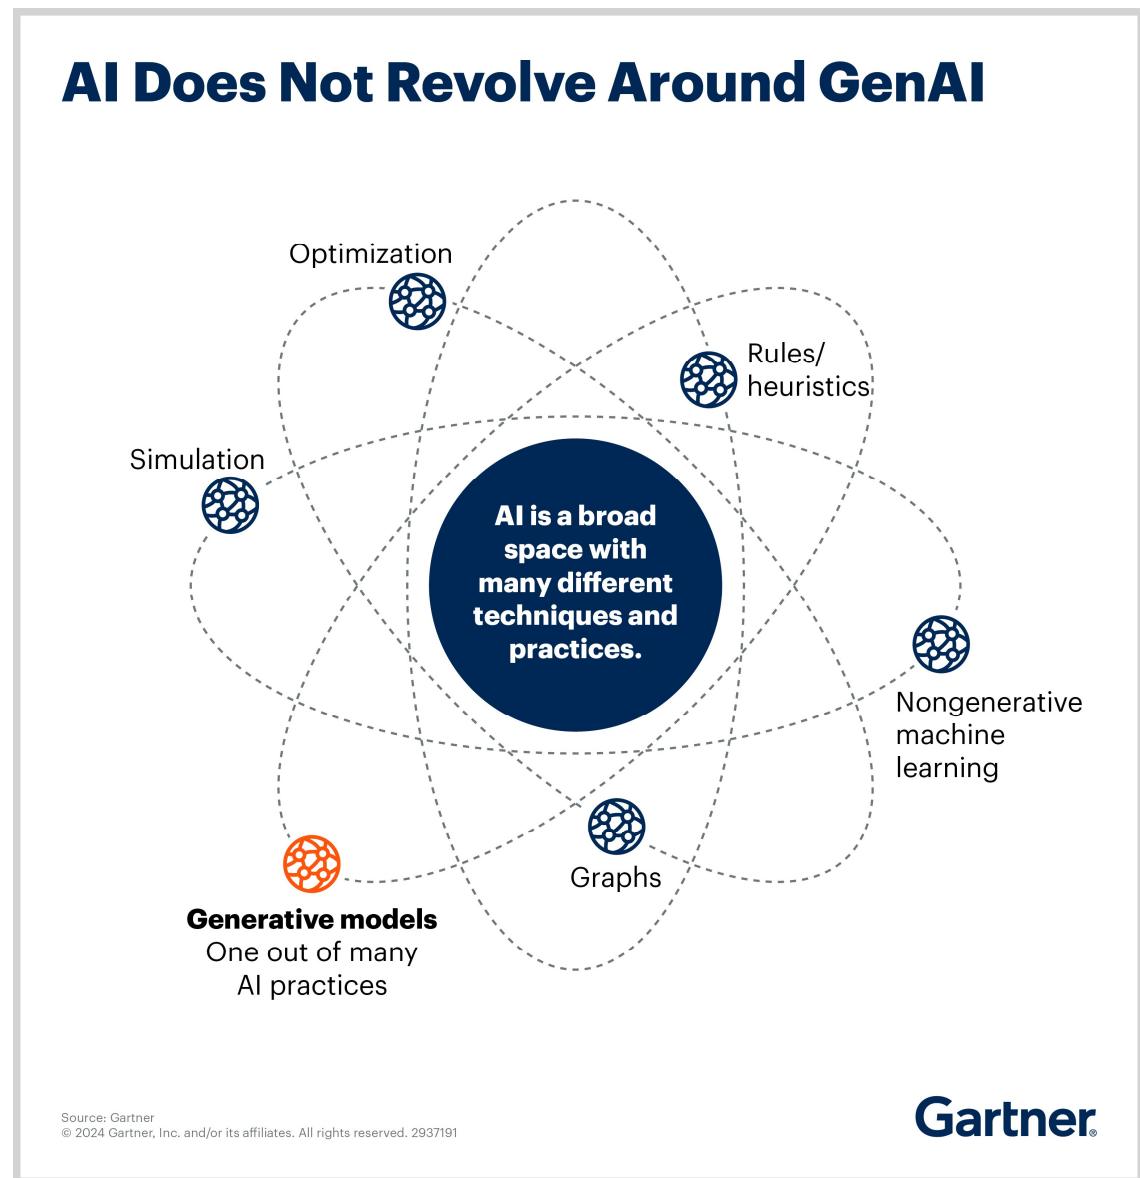 AI Does Not Revolve Around GenAI
Optimization
Rules/
heuristics
Simulation
AI is a broad
space with
many different
techniques and
practices.
Nongenerative
machine
learning
Graphs
Generative models
One out of many
AI practices
Source: Gartner
© 2024 Gartner, Inc. and/or its affiliates. All rights reserved. 2937191
Gartner®